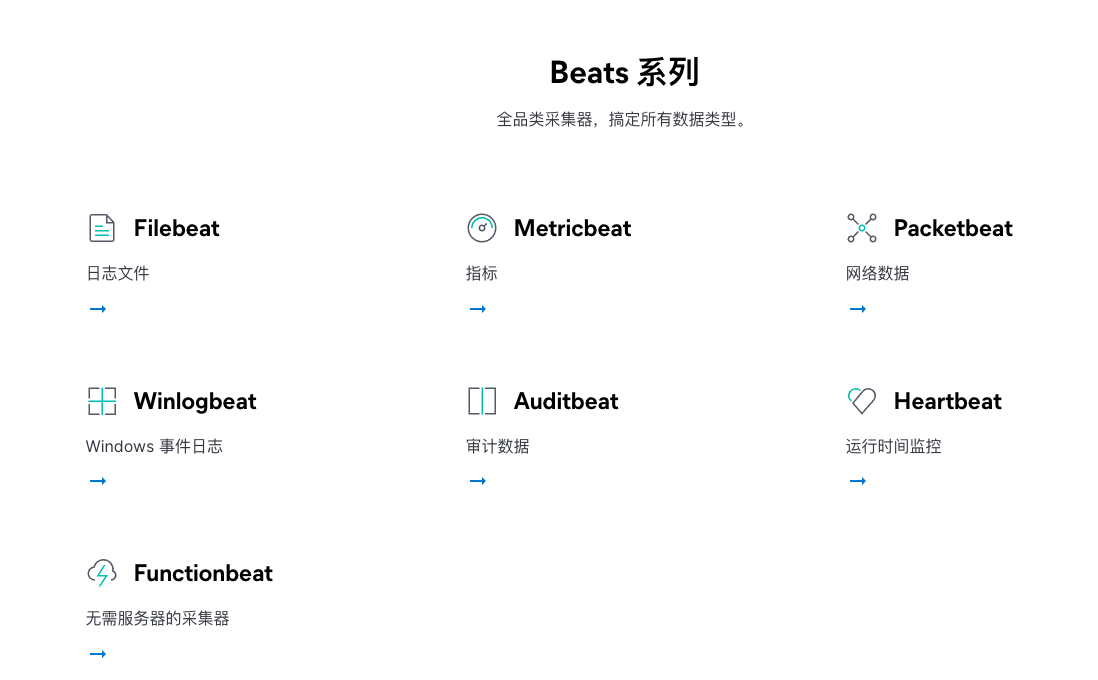 Beats 系列
全品类采集器，搞定所有数据类型。
Filebeat
日志文件
Metricbeat
指标
Packetbeat
网络数据
Winlogbeat
Windows 事件日志
Auditbeat
审计数据
Heartbeat
运行时间监控
Functionbeat
无需服务器的采集器